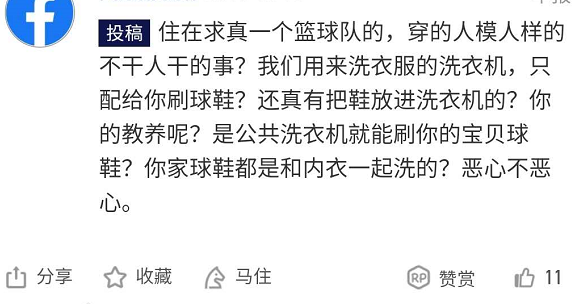 投稿 住在求真一个篮球队的，穿的人模人样的
不干人干的事？我们用来洗衣服的洗衣机，只
配给你刷球鞋？还真有把鞋放进洗衣机的？你
的教养呢？是公共洗衣机就能刷你的宝贝球
鞋？你家球鞋都是和内衣一起洗的？恶心不恶
心。
分享 收藏 马住 RP 赞赏 11